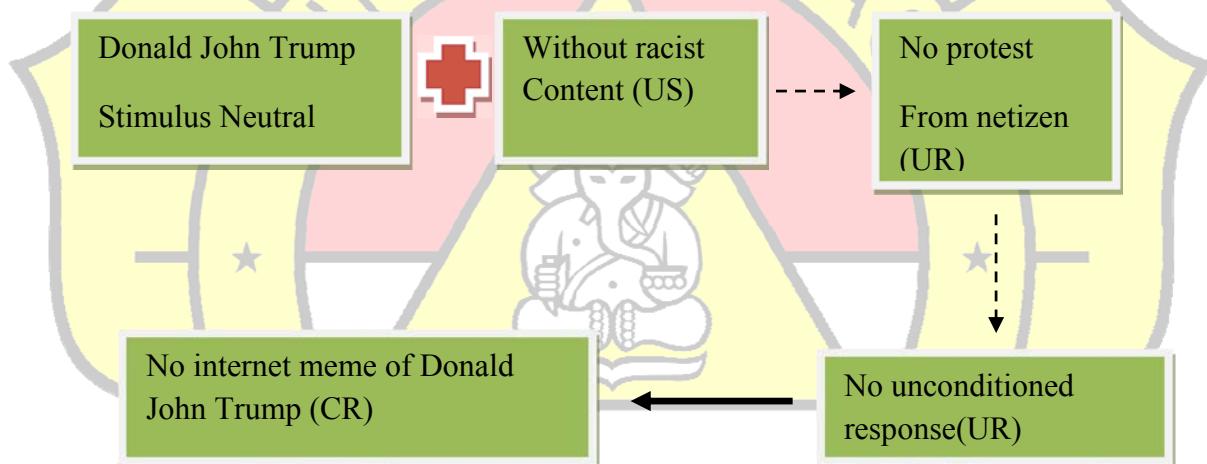 Donald John Trump
Stimulus Neutral
Without racist
Content (US)
No protest
From netizen
(UR)
No unconditioned
response(UR)
No internet meme of Donald
John Trump (CR)